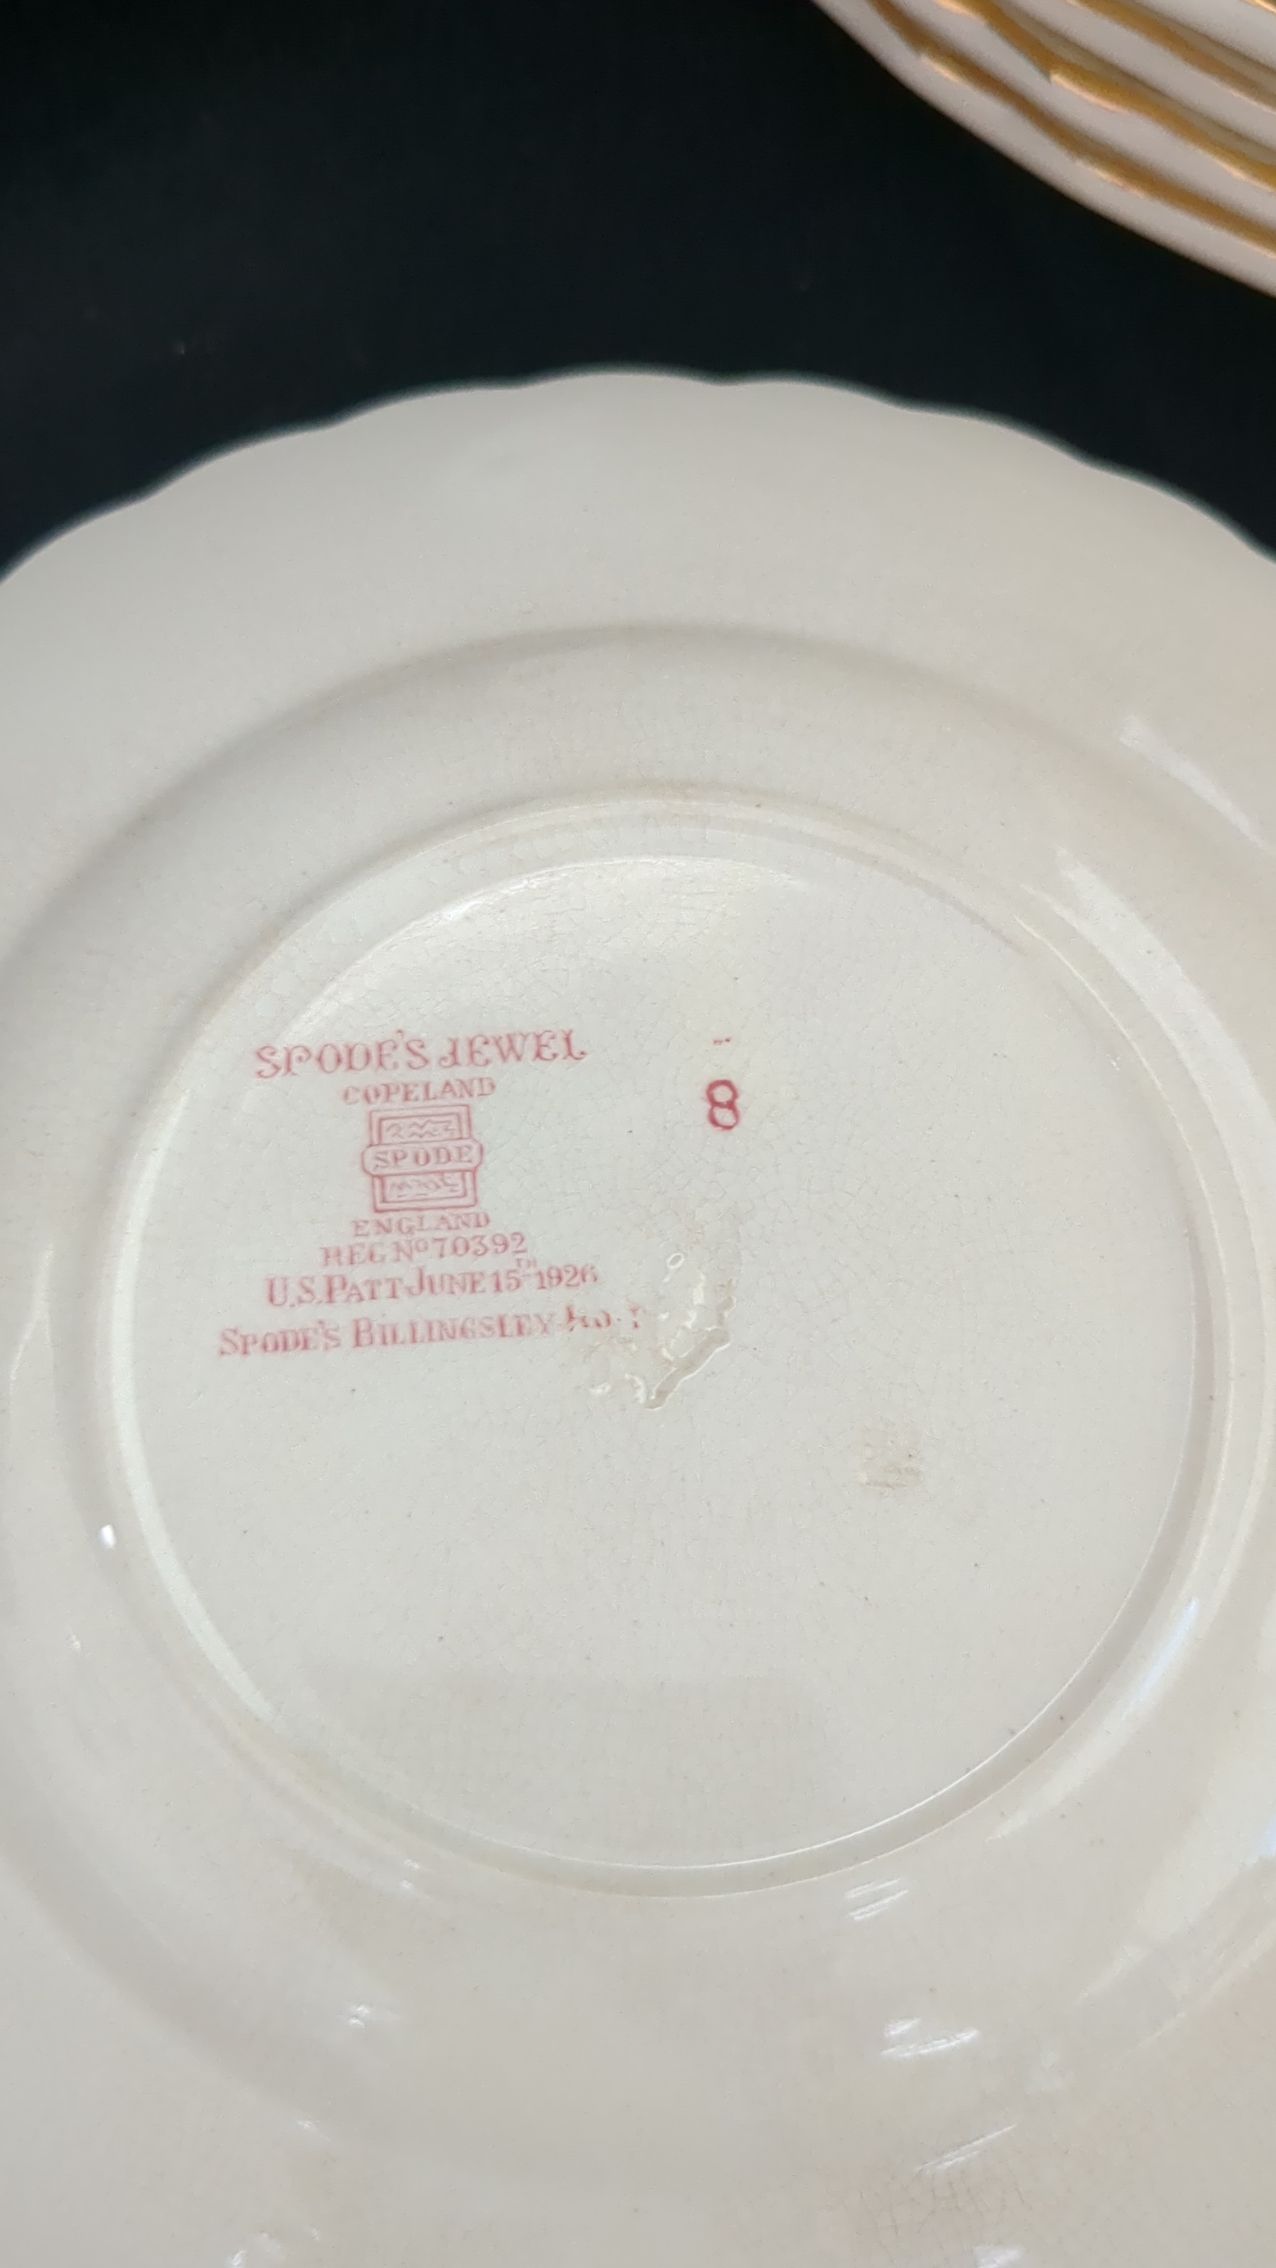 SPODE'S JEWEL
COPELAND
SPODE
ENGLAND
REG Nº 70392
U.S. PATT JUNE 15TH 1926
SPODE'S BILLINGSLEY
8